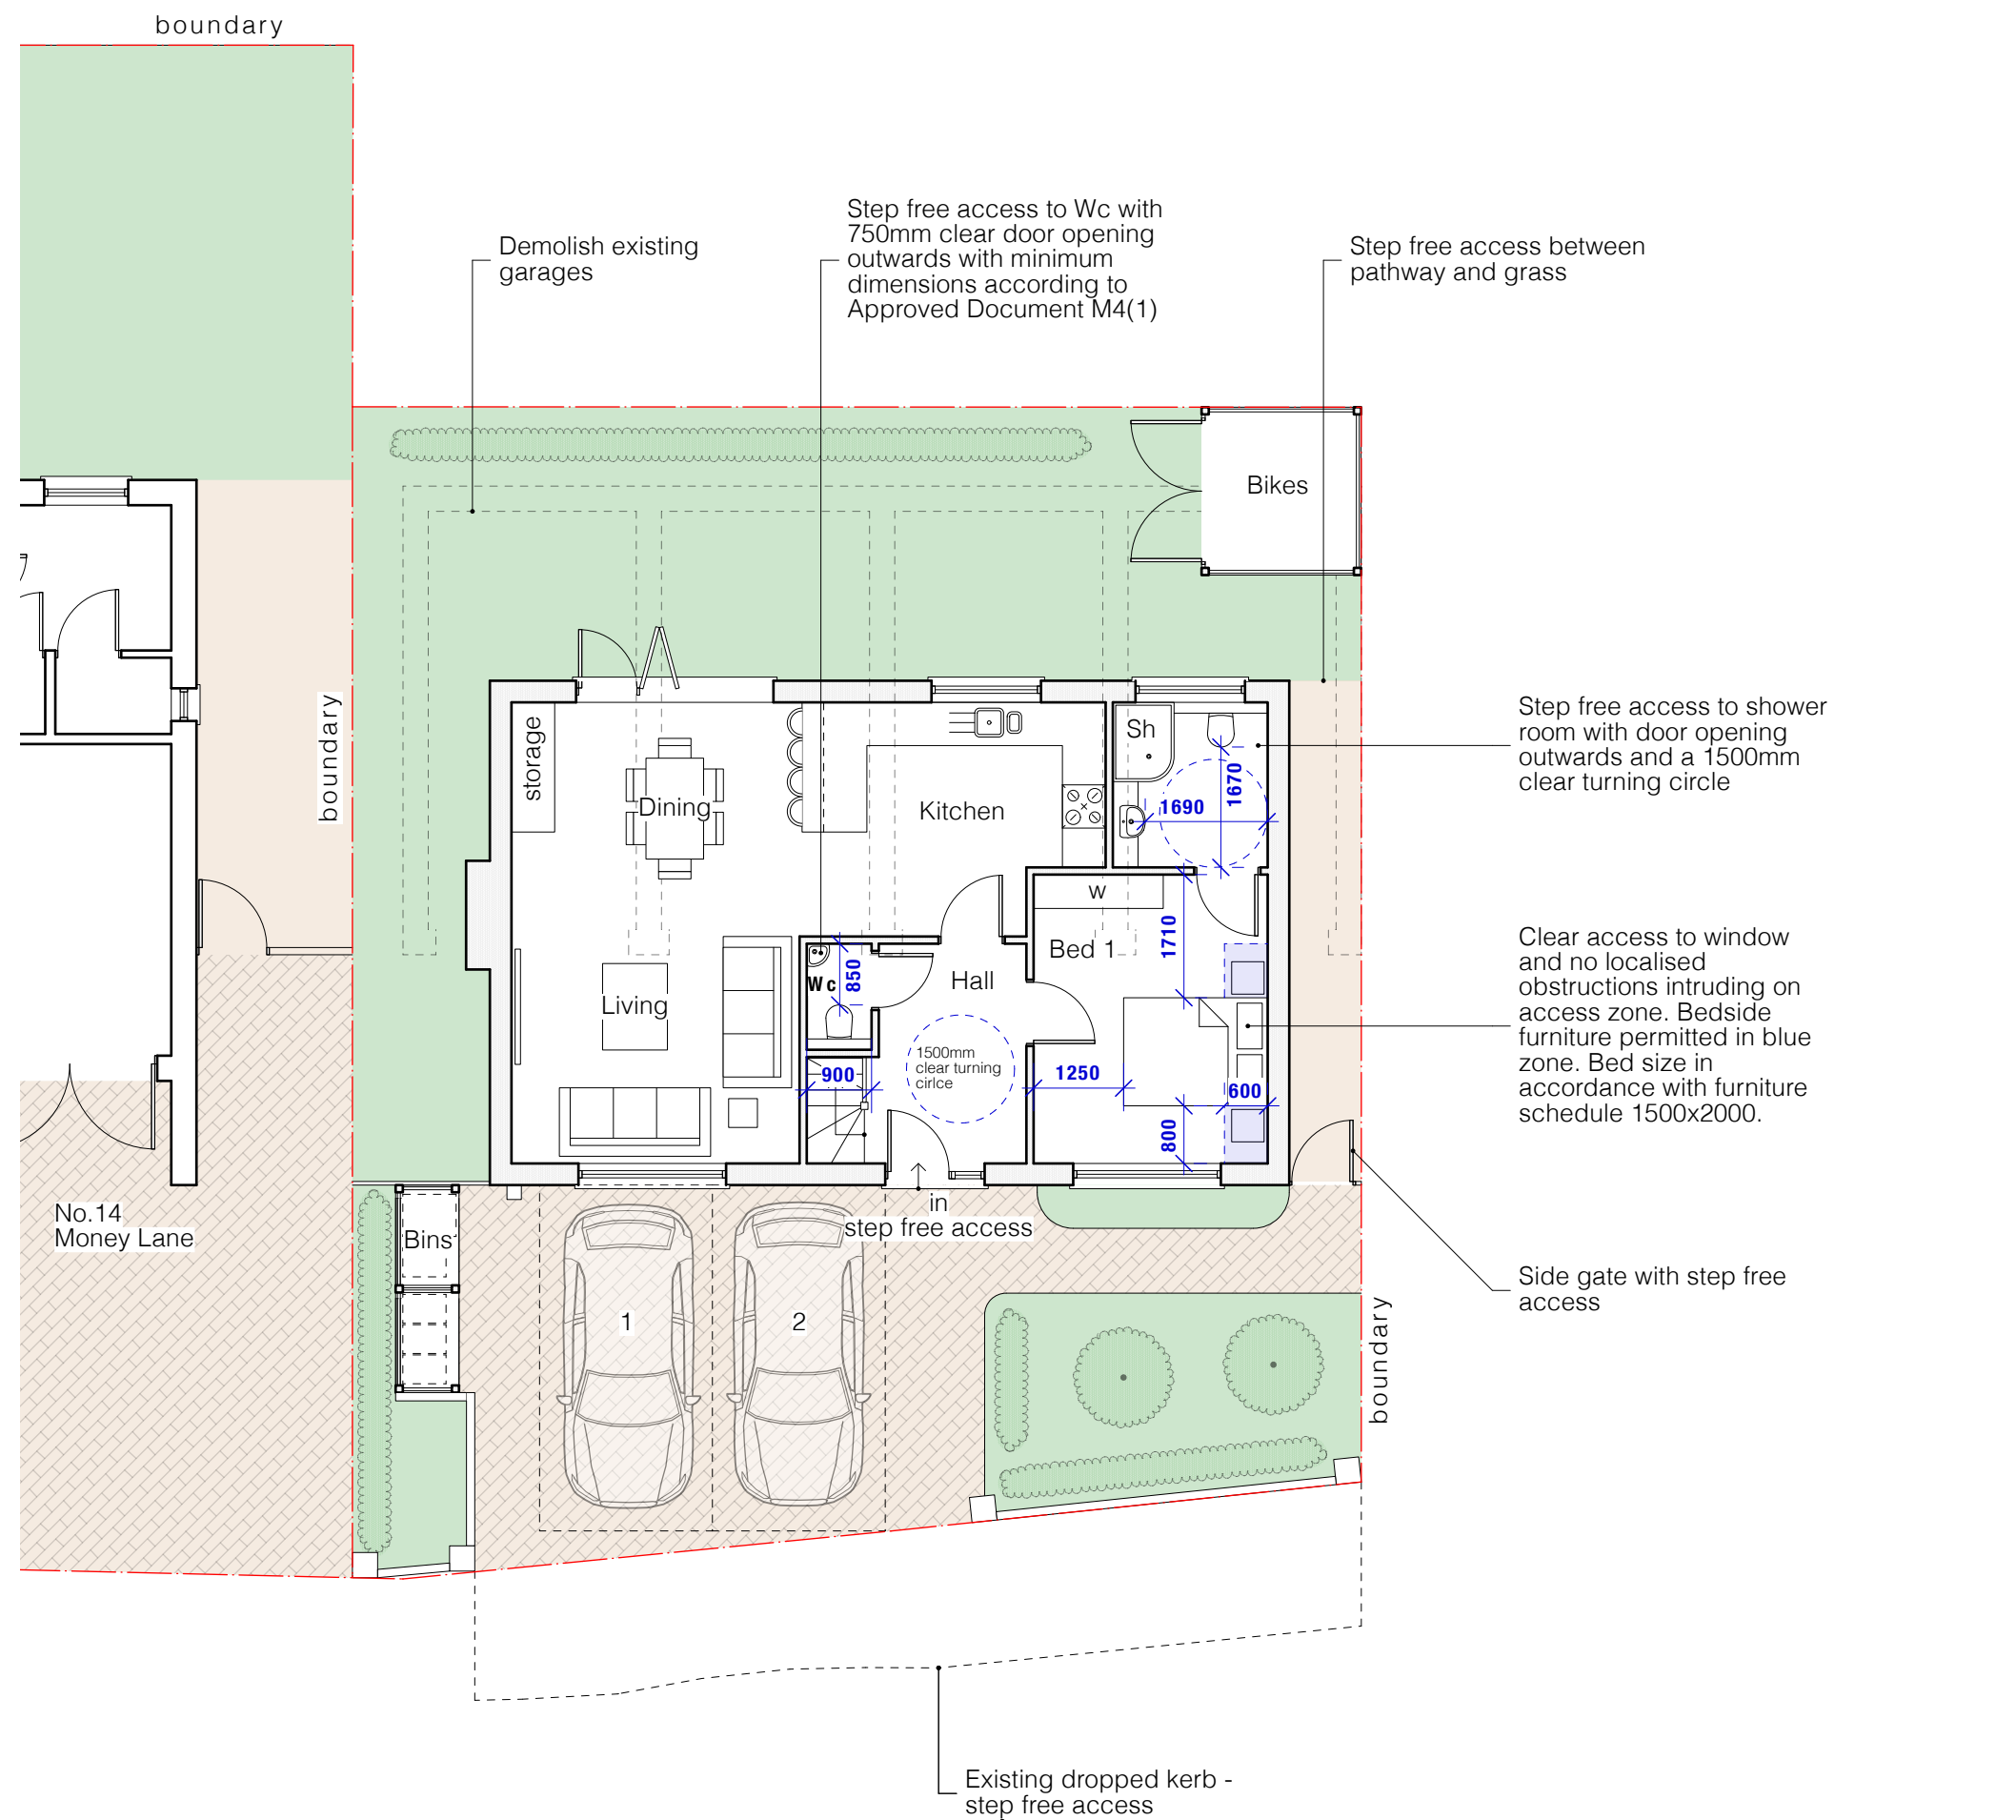 boundary
Step free access to Wc with
750mm clear door opening
outwards with minimum
dimensions according to
Approved Document M4(1)
Demolish existing
garages
Step free access between
pathway and grass
Bikes
boundary
storage
Dining
Kitchen
Sh
1670
1690
Step free access to shower
room with door opening
outwards and a 1500mm
clear turning circle
W
1710
Bed 1
Hall
Wc
850
Living
1500mm
clear turning
cirlce
900
1250
600
800
Clear access to window
and no localised
obstructions intruding on
access zone. Bedside
furniture permitted in blue
zone. Bed size in
accordance with furniture
schedule 1500x2000.
in
step free access
No.14
Money Lane
Bins
1
2
Side gate with step free
access
boundary
Existing dropped kerb -
step free access